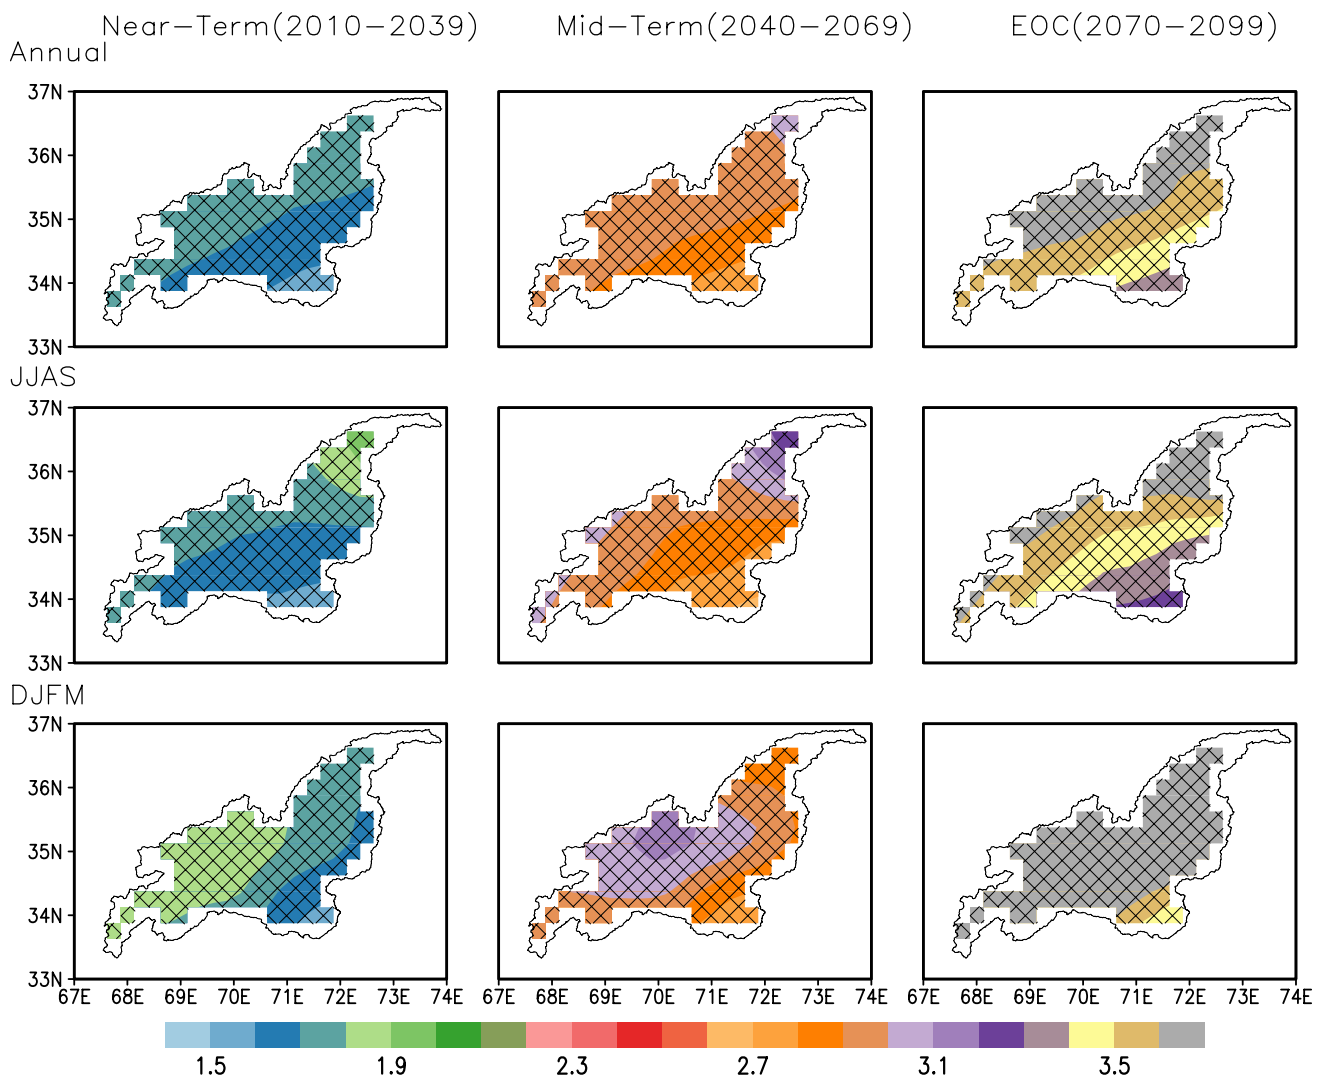 Near-Term(2010-2039) Mid-Term(2040-2069) EOC(2070-2099)
Annual
37N
36N
35N
34N
33N
JJAS
37N
36N
35N
34N
33N
DJFM
37N
36N
35N
34N
33N
67E 68E 69E 70E 71E 72E 73E 74E 67E 68E 69E 70E 71E 72E 73E 74E 67E 68E 69E 70E 71E 72E 73E 74E
1.5 1.9 2.3 2.7 3.1 3.5